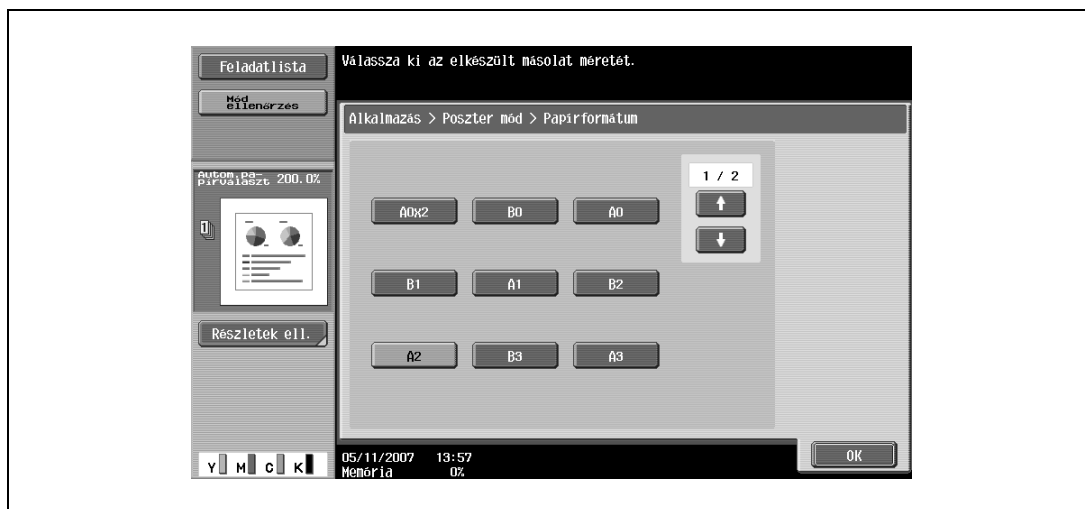 Feladatlista
Válassza ki az elkészült másolat méretét.
Mód
ellenőrzés
Alkalmazás > Poszter mód > Papírformátum
Autom.pa-
pírválaszt 200.0%
1 / 2
A0x2 B0 A0
1
B1 A1 B2
Részletek ell.
A2 B3 A3
OK
Y M C K
05/11/2007 13:57
Memória 0%